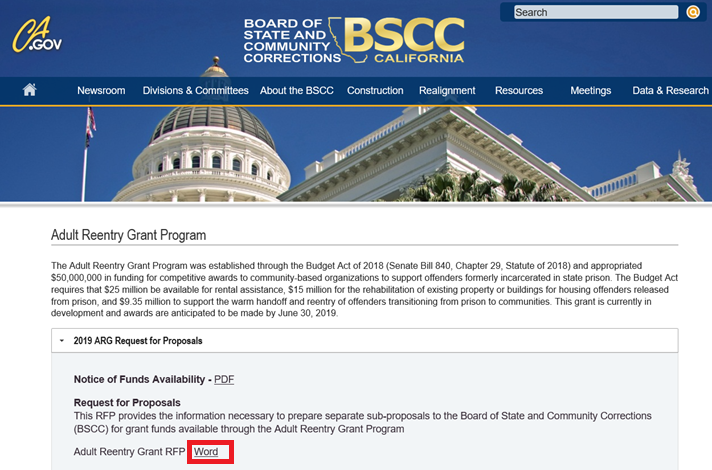 CA
.GOV
BOARD OF
STATE AND
COMMUNITY
CORRECTIONS
BSCC
CALIFORNIA
Search
Newsroom Divisions & Committees About the BSCC Construction Realignment Resources Meetings Data & Research
Adult Reentry Grant Program
The Adult Reentry Grant Program was established through the Budget Act of 2018 (Senate Bill 840, Chapter 29, Statute of 2018) and appropriated
$50,000,000 in funding for competitive awards to community-based organizations to support offenders formerly incarcerated in state prison. The Budget Act
requires that $25 million be available for rental assistance, $15 million for the rehabilitation of existing property or buildings for housing offenders released
from prison, and $9.35 million to support the warm handoff and reentry of offenders transitioning from prison to communities. This grant is currently in
development and awards are anticipated to be made by June 30, 2019.
2019 ARG Request for Proposals
Notice of Funds Availability - PDF
Request for Proposals
This RFP provides the information necessary to prepare separate sub-proposals to the Board of State and Community Corrections
(BSCC) for grant funds available through the Adult Reentry Grant Program
Adult Reentry Grant RFP Word